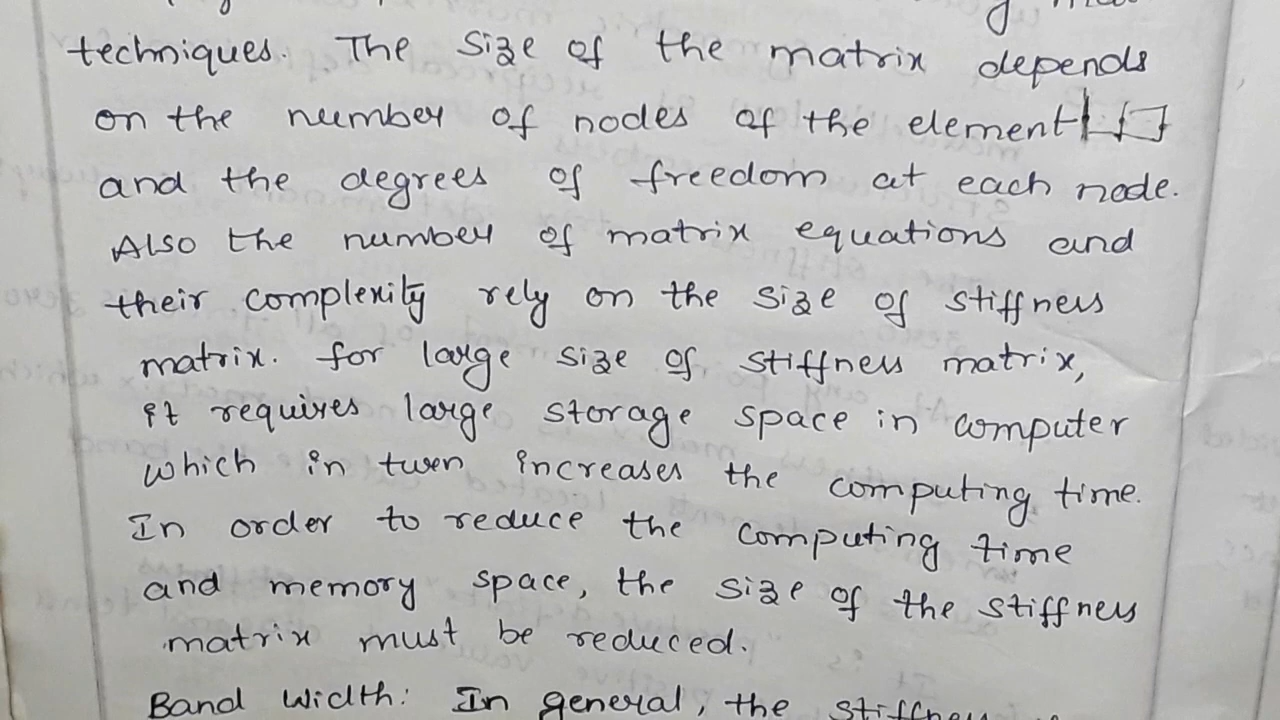 techniques. The size of the matrix depends
on the number of nodes of the element
and the degrees of freedom at each node.
Also the number of matrix equations and
their complexity rely on the size of stiffness
matrix. for large size of stiffness matrix,
it requires large storage space in computer
which in turn increases the computing time.
In order to reduce the computing time
and memory space, the size of the stiffness
matrix must be reduced.
Band width: In general, the stiffness